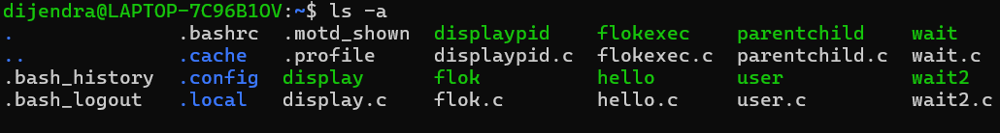 dijendra@LAPTOP-7C96B1OV:~$ ls -a
. .bashrc .motd_shown displaypid flokexec parentchild wait
.. .cache .profile displaypid.c flokexec.c parentchild.c wait.c
.bash_history .config display flok hello user wait2
.bash_logout .local display.c flok.c hello.c user.c wait2.c